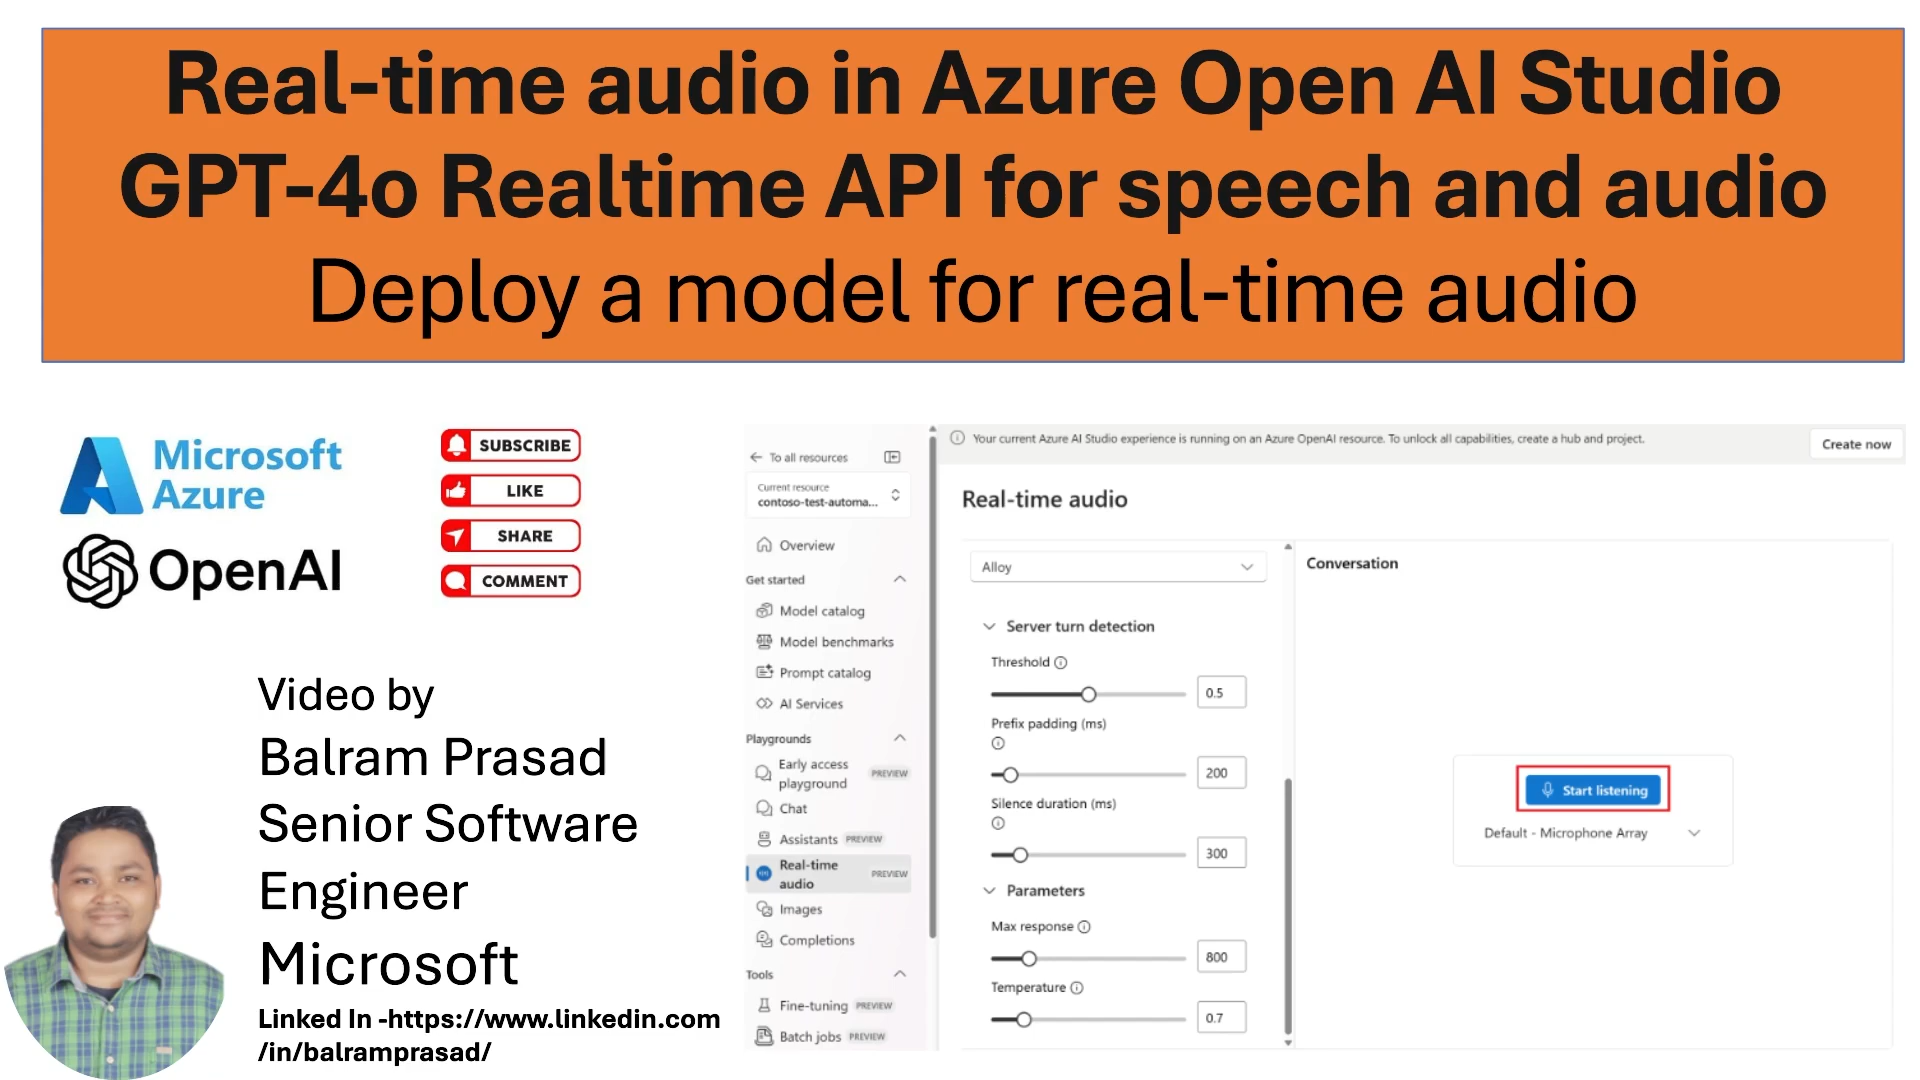 Real-time audio in Azure Open AI Studio
GPT-4o Realtime API for speech and audio
Deploy a model for real-time audio
Microsoft
Azure
OpenAI
SUBSCRIBE
LIKE
SHARE
COMMENT
Video by
Balram Prasad
Senior Software
Engineer
Microsoft
Linked In -https://www.linkedin.com
/in/balramprasad/
To all resources
Current resource
contoso-test-automa...
Overview
Get started
Model catalog
Model benchmarks
Prompt catalog
AI Services
Playgrounds
Early access
playground PREVIEW
Chat
Assistants PREVIEW
Real-time
audio PREVIEW
Images
Completions
Tools
Fine-tuning PREVIEW
Batch jobs PREVIEW
Your current Azure AI Studio experience is running on an Azure OpenAI resource. To unlock all capabilities, create a hub and project.
Create now
Real-time audio
Alloy
Server turn detection
Threshold
0.5
Prefix padding (ms)
200
Silence duration (ms)
300
Parameters
Max response
800
Temperature
0.7
Conversation
Start listening
Default - Microphone Array